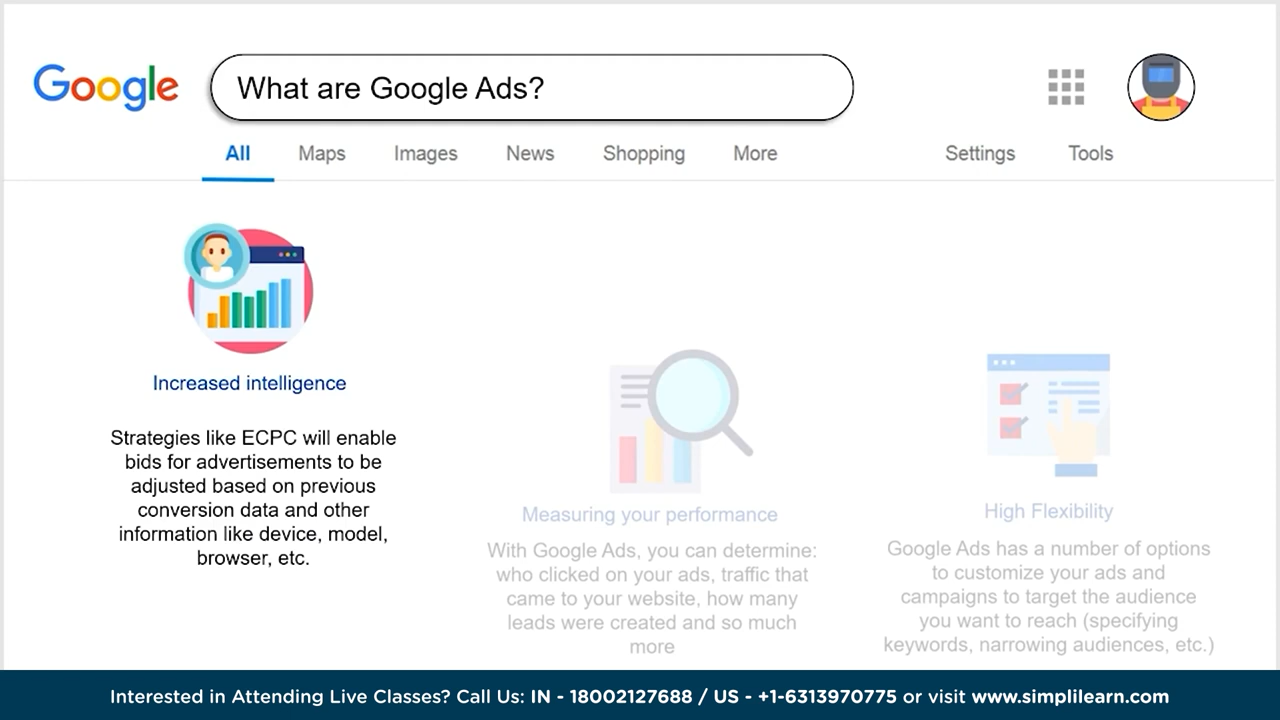 Google
What are Google Ads?
All Maps Images News Shopping More Settings Tools
Increased intelligence
Strategies like ECPC will enable
bids for advertisements to be
adjusted based on previous
conversion data and other
information like device, model,
browser, etc.
Measuring your performance
With Google Ads, you can determine:
who clicked on your ads, traffic that
came to your website, how many
leads were created and so much
more
High Flexibility
Google Ads has a number of options
to customize your ads and
campaigns to target the audience
you want to reach (specifying
keywords, narrowing audiences, etc.)
Interested in Attending Live Classes? Call Us: IN - 18002127688 / US - +1-6313970775 or visit www.simplilearn.com